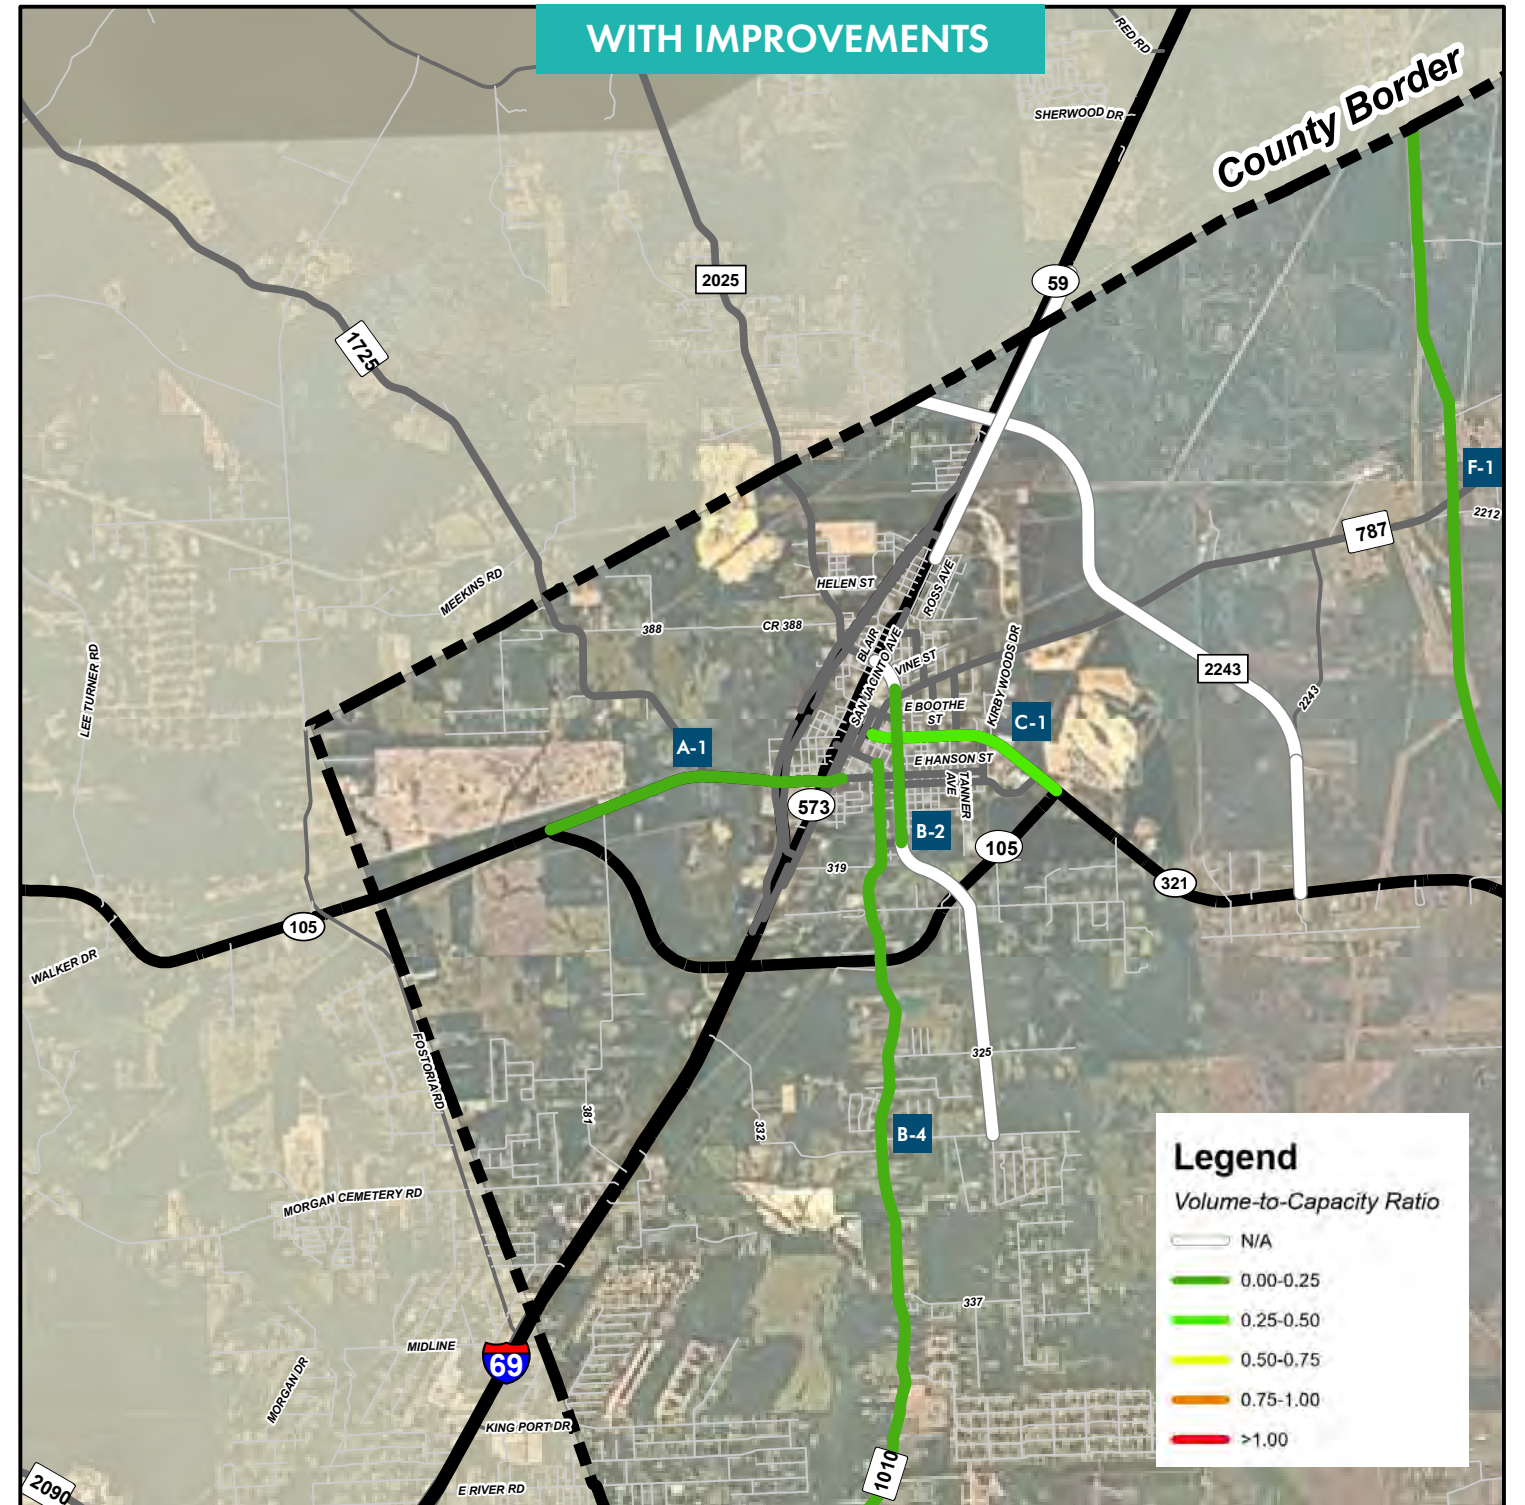 WITH IMPROVEMENTS
RED RD
SHERWOOD DR
County Border
59
2025
1725
F-1
2212
787
MEEKINS RD
HELEN ST
ROSS AVE
388
CR 388
BLAIR
SAN JACINTO AVE
VINE ST
KIRBY WOODS DR
LEE TURNER RD
2243
2243
E BOOTHE
ST
C-1
A-1
E HANSON ST
TANNER
AVE
573
B-2
105
319
321
105
WALKER DR
FOSTORIA RD
325
381
332
B-4
MORGAN CEMETERY RD
337
MIDLINE
69
MORGAN DR
KING PORT DR
1010
E RIVER RD
2090
Legend
Volume-to-Capacity Ratio
N/A
0.00-0.25
0.25-0.50
0.50-0.75
0.75-1.00
>1.00